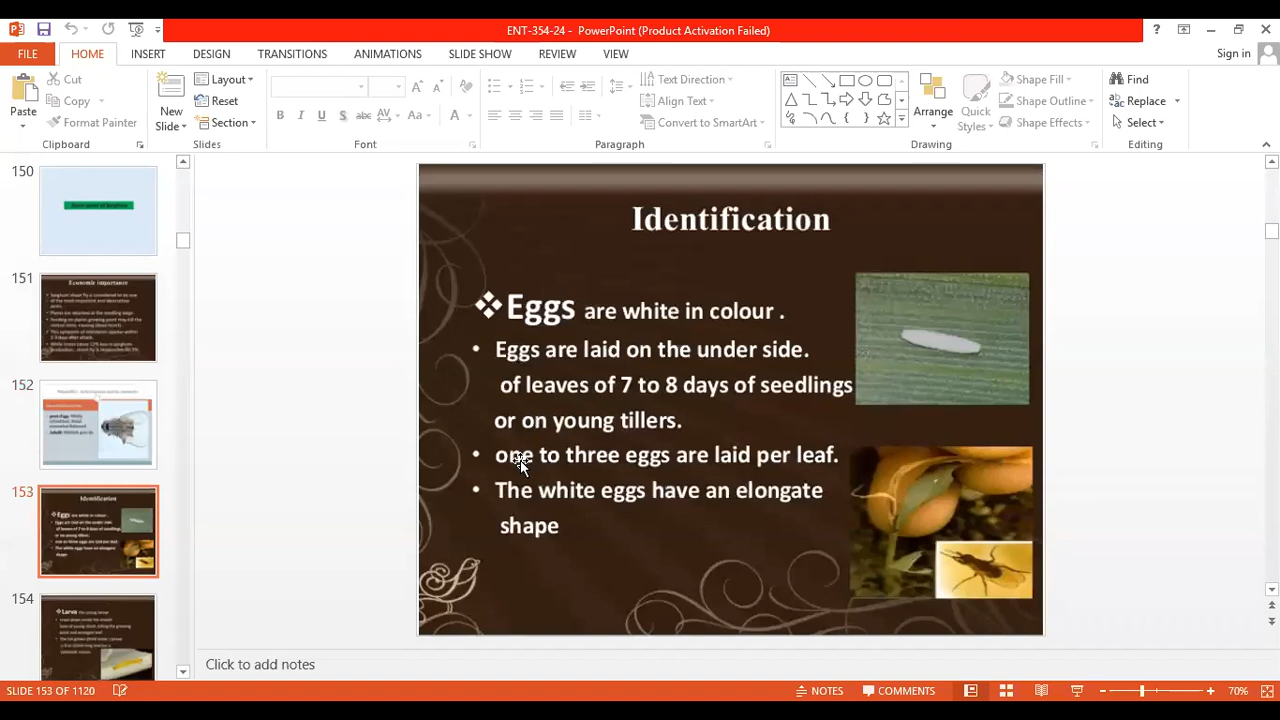 ENT-354-24 - PowerPoint (Product Activation Failed)
FILE HOME INSERT DESIGN TRANSITIONS ANIMATIONS SLIDE SHOW REVIEW VIEW Sign in
Paste
Cut
Copy
Format Painter
Clipboard
New Slide
Layout
Reset
Section
Slides
Font
Text Direction
Align Text
Convert to SmartArt
Paragraph
Arrange
Quick Styles
Shape Fill
Shape Outline
Shape Effects
Drawing
Find
Replace
Select
Editing
150
151
Economic importance
152
153
Identification
154
Larva
Identification
❖Eggs are white in colour .
• Eggs are laid on the under side.
of leaves of 7 to 8 days of seedlings
or on young tillers.
• one to three eggs are laid per leaf.
• The white eggs have an elongate
shape
Click to add notes
SLIDE 153 OF 1120 NOTES COMMENTS 70%